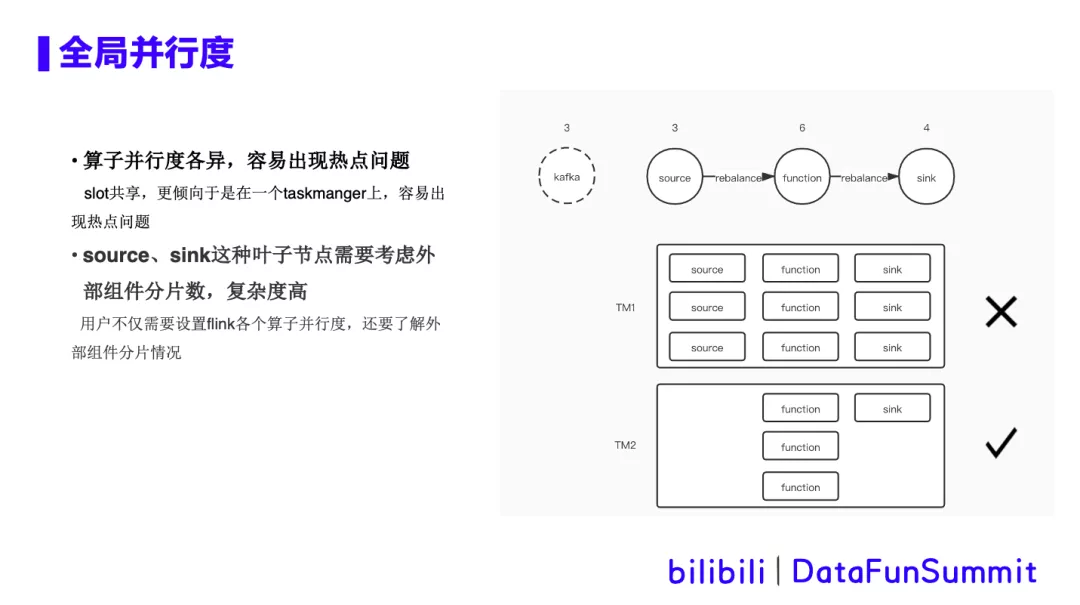 全局并行度
• 算子并行度各异，容易出现热点问题
slot共享，更倾向于是在一个taskmanger上，容易出
现热点问题
• source、sink这种叶子节点需要考虑外
部组件分片数，复杂度高
用户不仅需要设置flink各个算子并行度，还要了解外
部组件分片情况
3 3 6 4
kafka source rebalance function rebalance sink
source function sink
TM1 source function sink
source function sink
function sink
TM2 function
function
bilibili | DataFunSummit